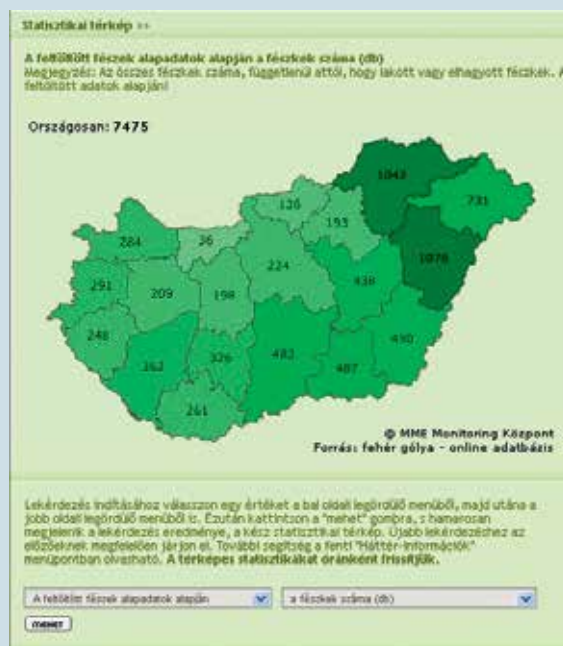 Statisztikai térkép >>
A feltöltött fészek alapadatok alapján a fészkek száma (db)
Megjegyzés: Az összes fészkek száma, függetlenül attól, hogy lakott vagy elhagyott fészkek. A
feltöltött adatok alapján!
Országosan: 7475
1043
126
731
193
284
36
224
1076
291
209
198
436
248
490
362
326
482
487
261
© MME Monitoring Központ
Forrás: fehér gólya - online adatbázis
Lekérdezés indításához válasszon egy értéket a bal oldali legördülő menüből, majd utána a
jobb oldali legördülő menüből is. Ezután kattintson a "mehet" gombra, s hamarosan
megjelenik a lekérdezés eredménye, a kész statisztikai térkép. Újabb lekérdezéshez az
előzőeknek megfelelően járjon el. További segítség a fenti "Háttér-információk"
menüpontban olvasható. A térképes statisztikákat óránként frissítjük.
A feltöltött fészek alapadatok alapján
a fészkek száma (db)
mehet